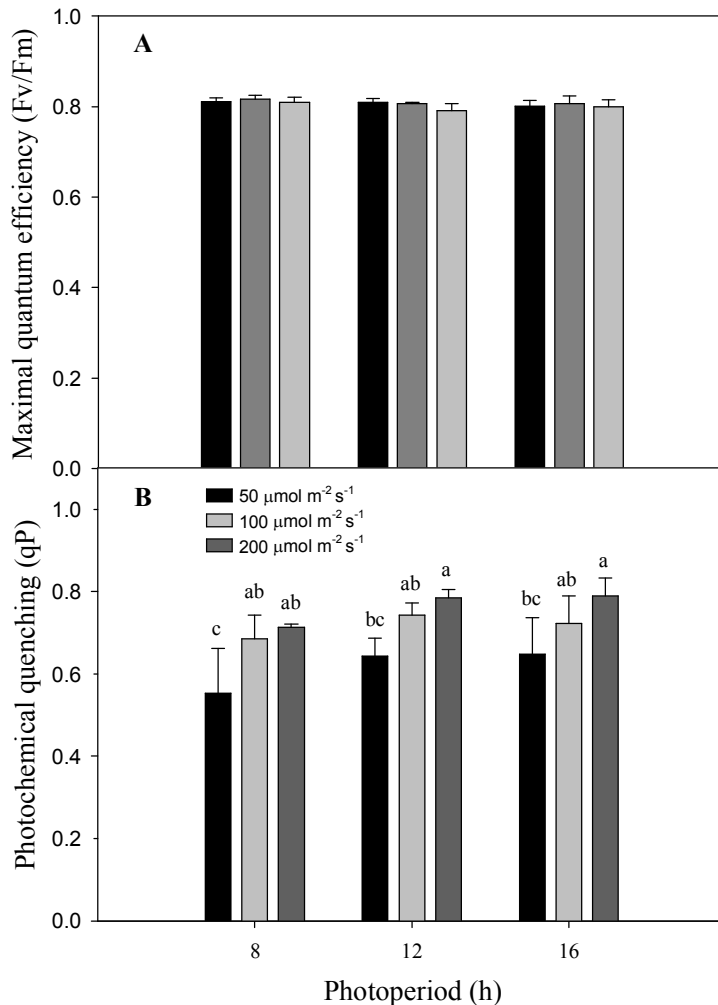 Maximal quantum efficiency (Fv/Fm)
1.0
A
0.8
0.6
0.4
0.2
0.0
Photochemical quenching (qP)
B
1.0
50 μmol m⁻² s⁻¹
100 μmol m⁻² s⁻¹
200 μmol m⁻² s⁻¹
0.8
0.6
0.4
0.2
0.0
c ab ab
bc ab a
bc ab a
8 12 16
Photoperiod (h)